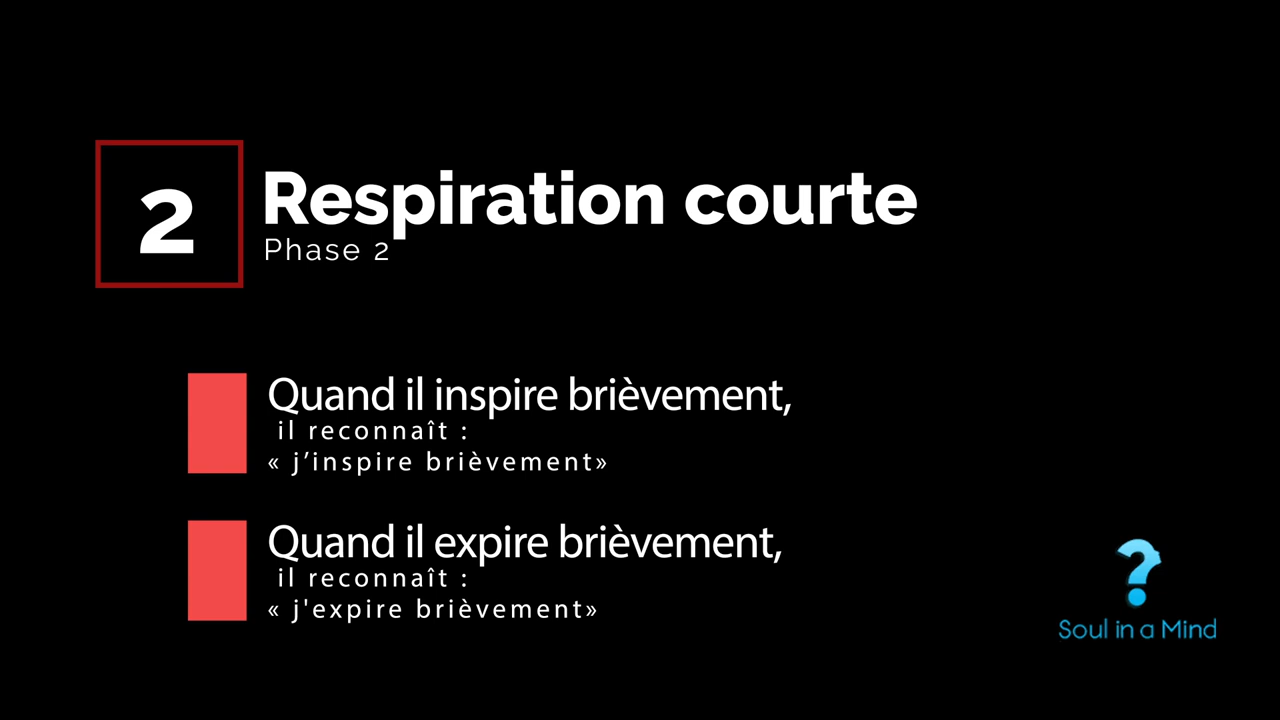 2
Respiration courte
Phase 2
Quand il inspire brièvement,
il reconnaît :
« j’inspire brièvement»
Quand il expire brièvement,
il reconnaît :
« j'expire brièvement»
?
Soul in a Mind